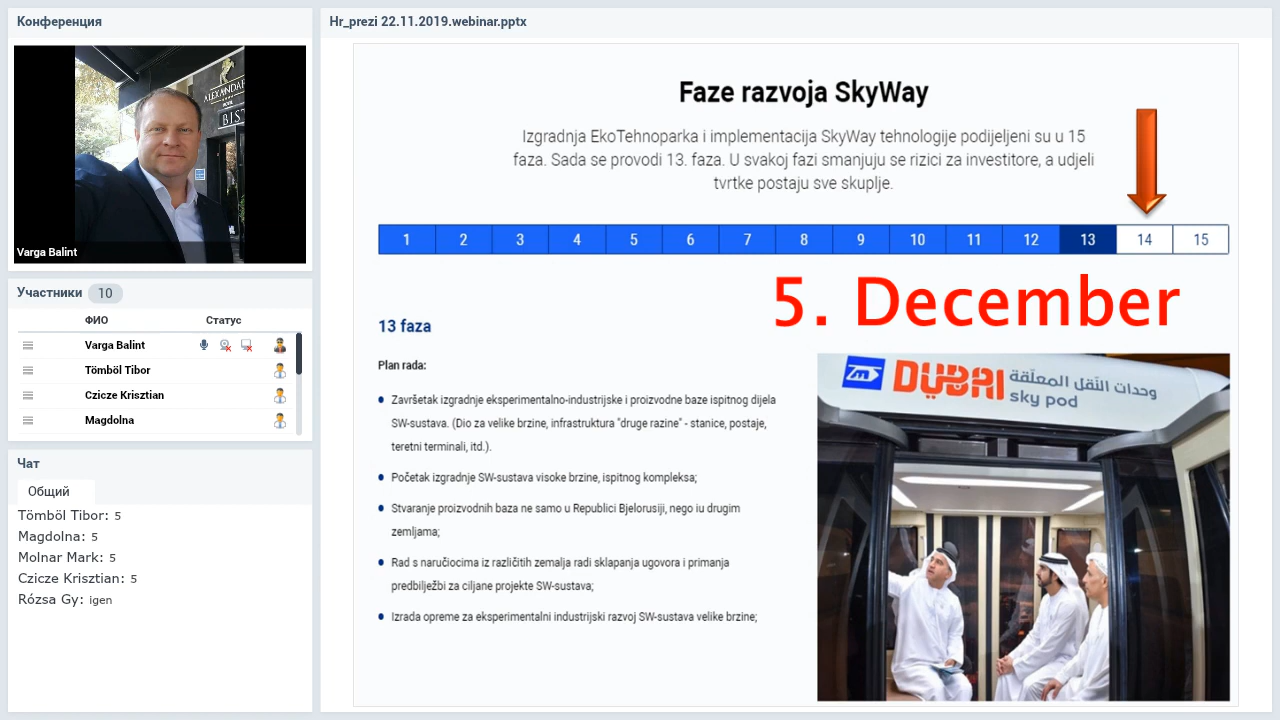 Конференция
ALEXANDAR
BIST
Varga Balint
Участники 10
ФИО Статус
Varga Balint
Tömböl Tibor
Czicze Krisztian
Magdolna
Чат
Общий
Tömböl Tibor: 5
Magdolna: 5
Molnar Mark: 5
Czicze Krisztian: 5
Rózsa Gy: igen
Hr_prezi 22.11.2019.webinar.pptx
Faze razvoja SkyWay
Izgradnja EkoTehnoparka i implementacija SkyWay tehnologije podijeljeni su u 15
faza. Sada se provodi 13. faza. U svakoj fazi smanjuju se rizici za investitore, a udjeli
tvrtke postaju sve skuplje.
1 2 3 4 5 6 7 8 9 10 11 12 13 14 15
5. December
13 faza
Plan rada:
Završetak izgradnje eksperimentalno-industrijske i proizvodne baze ispitnog dijela
SW-sustava. (Dio za velike brzine, infrastruktura "druge razine" - stanice, postaje,
teretni terminali, itd.).
Početak izgradnje SW-sustava visoke brzine, ispitnog kompleksa;
Stvaranje proizvodnih baza ne samo u Republici Bjelorusiji, nego iu drugim
zemljama;
Rad s naručiocima iz različitih zemalja radi sklapanja ugovora i primanja
predbilježbi za ciljane projekte SW-sustava;
Izrada opreme za eksperimentalni industrijski razvoj SW-sustava velike brzine;
DUBAI
وحدات النقل المعلّقة
sky pod